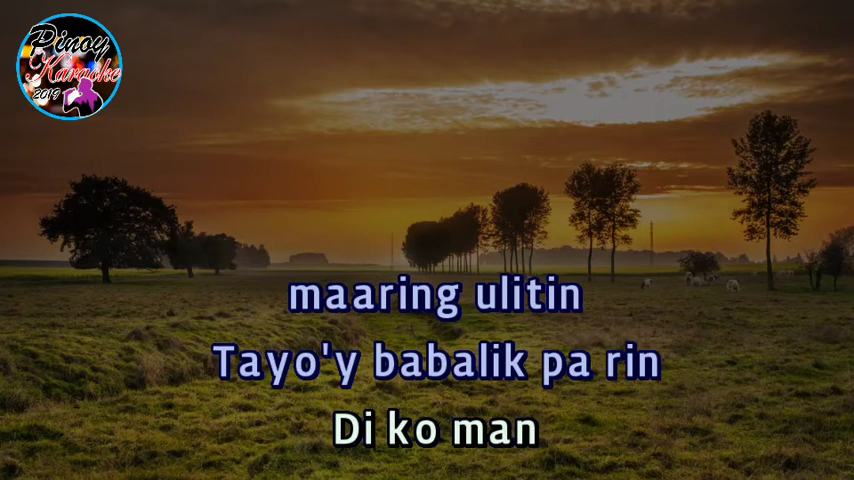 Pinoy
Karaoke
2019
maaring ulitin
Tayo'y babalik pa rin
Di ko man